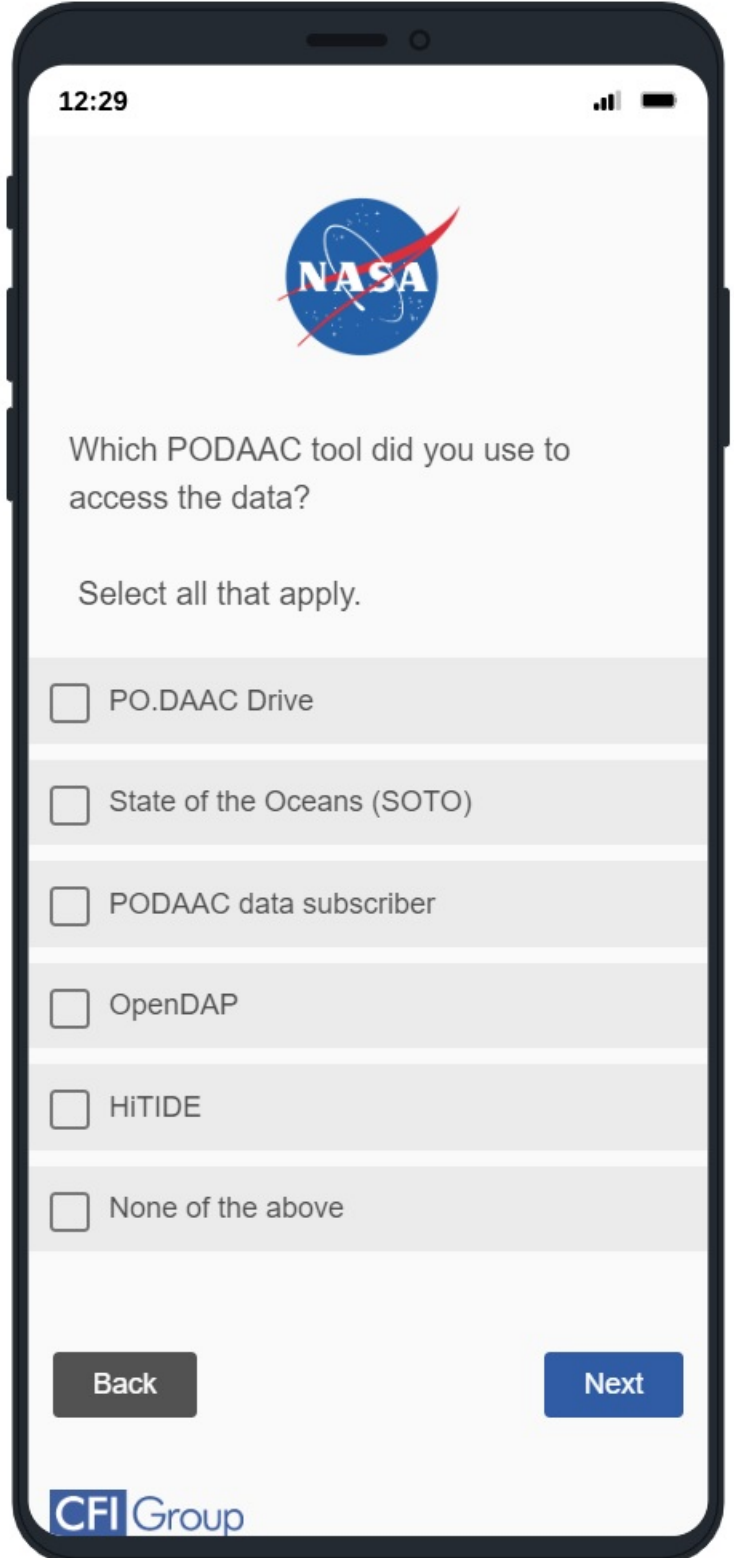 12:29
NASA
Which PODAAC tool did you use to
access the data?
Select all that apply.
PO.DAAC Drive
State of the Oceans (SOTO)
PODAAC data subscriber
OpenDAP
HiTIDE
None of the above
Back
Next
CFI Group